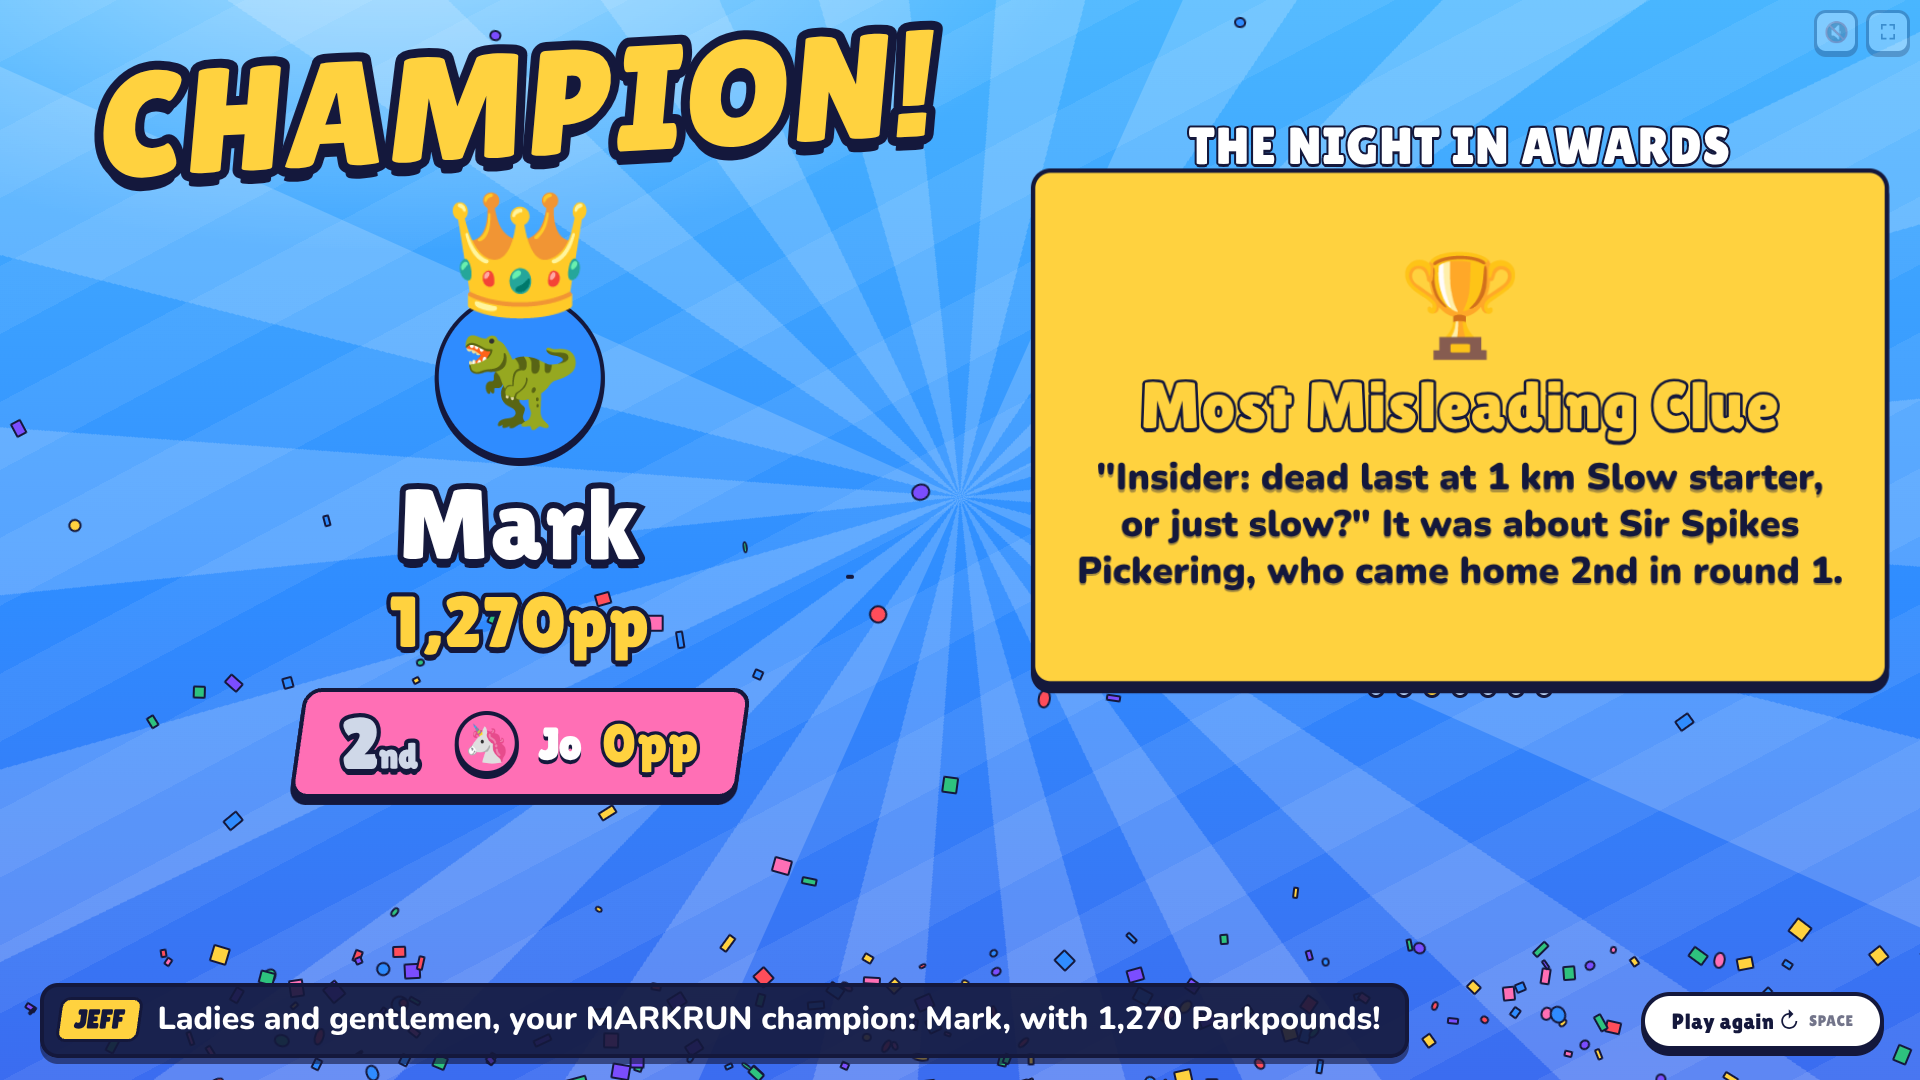 CHAMPION!
Mark
1,270pp
2nd Jo 0pp
THE NIGHT IN AWARDS
Most Misleading Clue
"Insider: dead last at 1 km Slow starter,
or just slow?" It was about Sir Spikes
Pickering, who came home 2nd in round 1.
JEFF Ladies and gentlemen, your MARKRUN champion: Mark, with 1,270 Parkpounds!
Play again SPACE